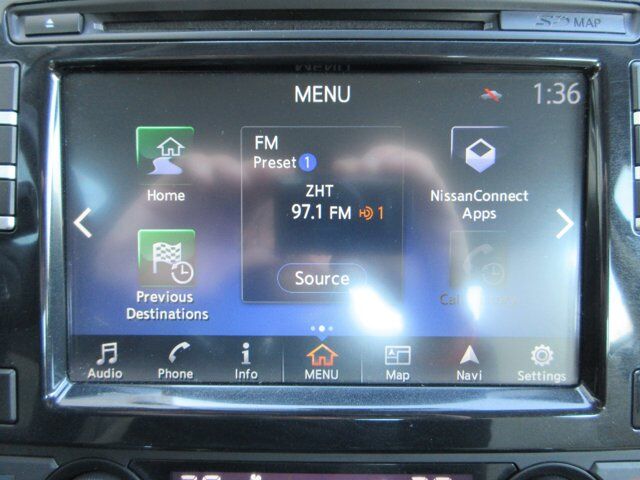 SD MAP
MENU
1:36
Home
FM
Preset 1
ZHT
97.1 FM HD 1
Source
NissanConnect
Apps
Previous
Destinations
Audio
Phone
Info
MENU
Map
Navi
Settings